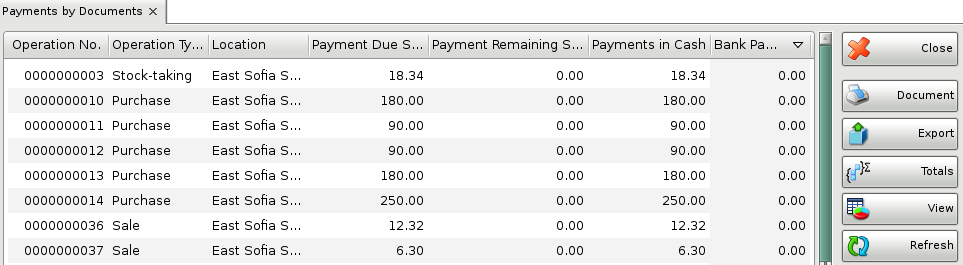 Payments by Documents ×
Operation No. Operation Ty... Location Payment Due S... Payment Remaining S... Payments in Cash Bank Pa...
0000000003 Stock-taking East Sofia S... 18.34 0.00 18.34 0.00
0000000010 Purchase East Sofia S... 180.00 0.00 180.00 0.00
0000000011 Purchase East Sofia S... 90.00 0.00 90.00 0.00
0000000012 Purchase East Sofia S... 90.00 0.00 90.00 0.00
0000000013 Purchase East Sofia S... 180.00 0.00 180.00 0.00
0000000014 Purchase East Sofia S... 250.00 0.00 250.00 0.00
0000000036 Sale East Sofia S... 12.32 0.00 12.32 0.00
0000000037 Sale East Sofia S... 6.30 0.00 6.30 0.00
Close
Document
Export
Totals
View
Refresh